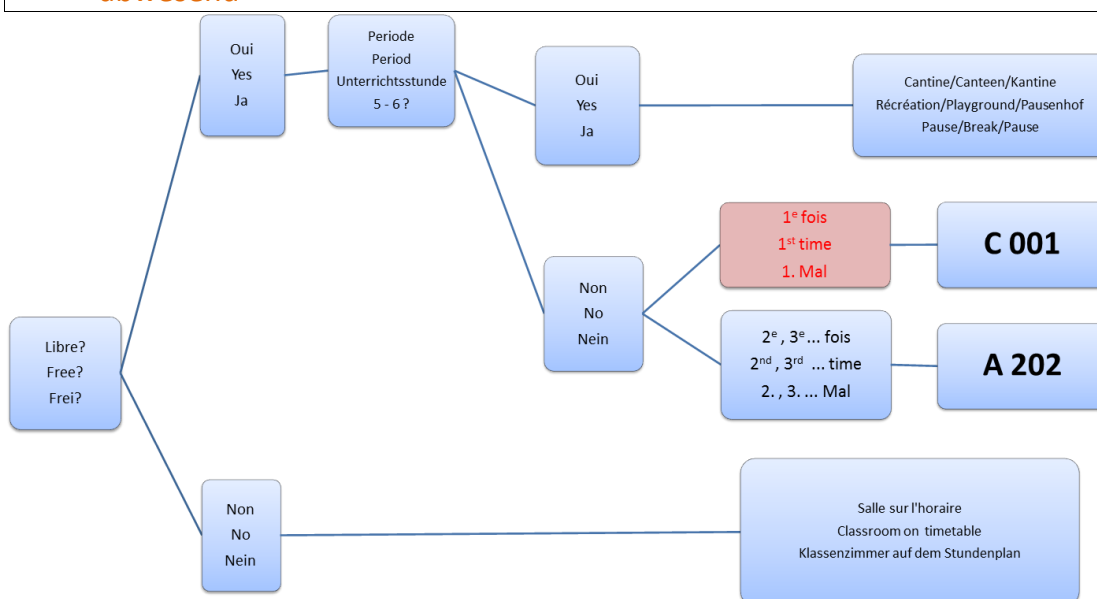 abwesend
Oui
Yes
Ja
Periode
Period
Unterrichtsstunde
5 - 6 ?
Oui
Yes
Ja
Cantine/Canteen/Kantine
Récréation/Playground/Pausenhof
Pause/Break/Pause
1e fois
1st time
1. Mal
C 001
Non
No
Nein
2e , 3e ... fois
2nd , 3rd ... time
2. , 3. ... Mal
A 202
Libre?
Free?
Frei?
Non
No
Nein
Salle sur l'horaire
Classroom on timetable
Klassenzimmer auf dem Stundenplan